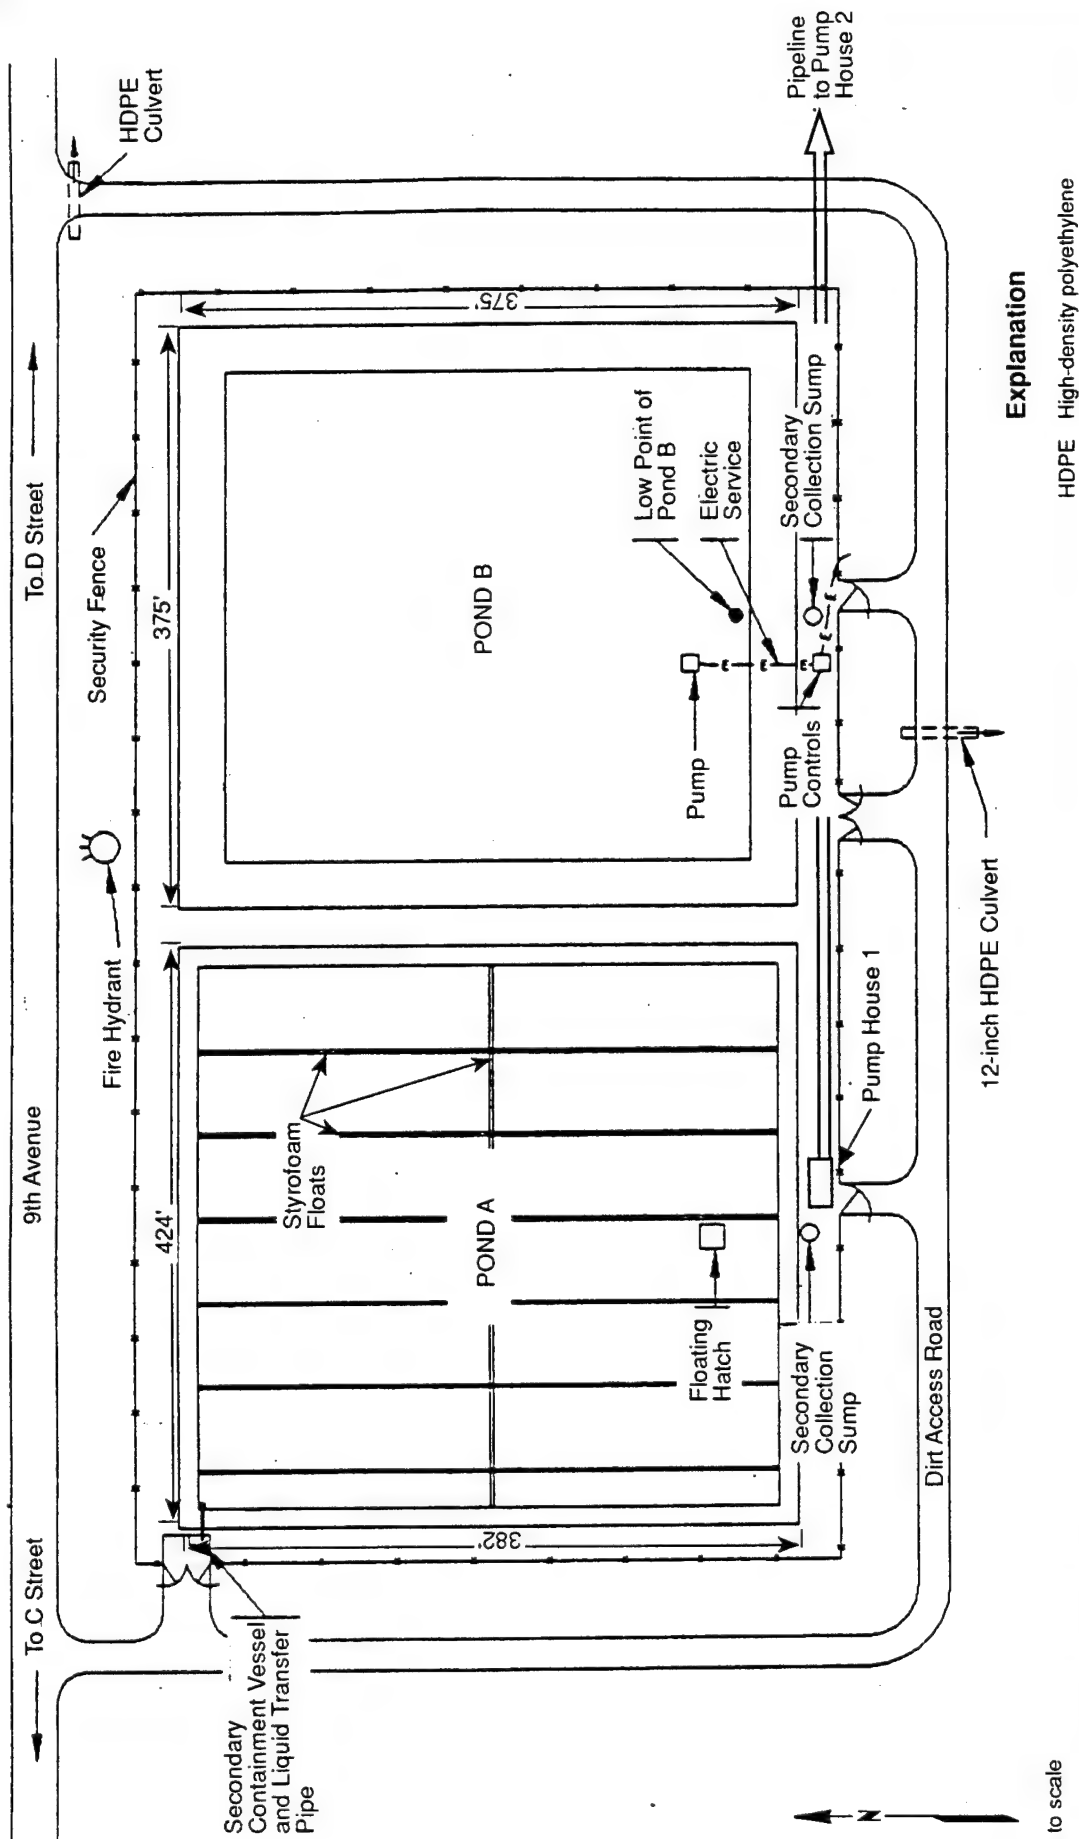 To C Street
9th Avenue
To D Street
Fire Hydrant
Security Fence
HDPE
Culvert
424'
375'
Secondary
Containment Vessel
and Liquid Transfer
Pipe
382'
Styrofoam
Floats
POND A
POND B
375'
Floating
Hatch
Pump
Low Point of
Pond B
Electric
Service
E
E
E
E
E
Secondary
Collection
Sump
Pump
Controls
Secondary
Collection Sump
Pipeline
to Pump
House 2
Pump House 1
Dirt Access Road
12-inch HDPE Culvert
N
Explanation
HDPE High-density polyethylene
to scale